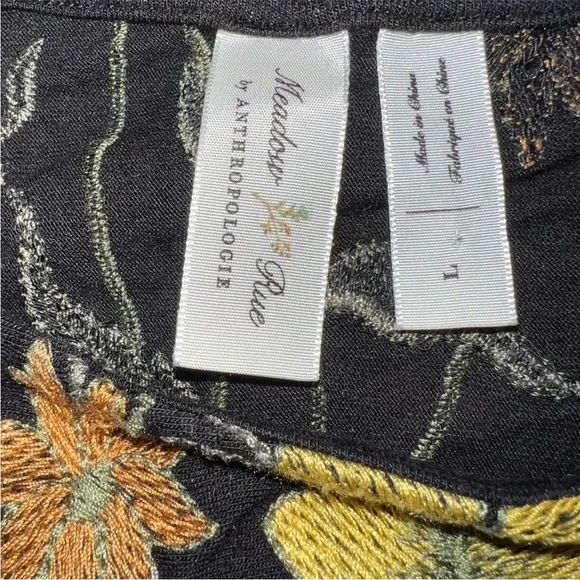 Meadow Rue
by ANTHROPOLOGIE
Made in China
Fabriqué en Chine
L